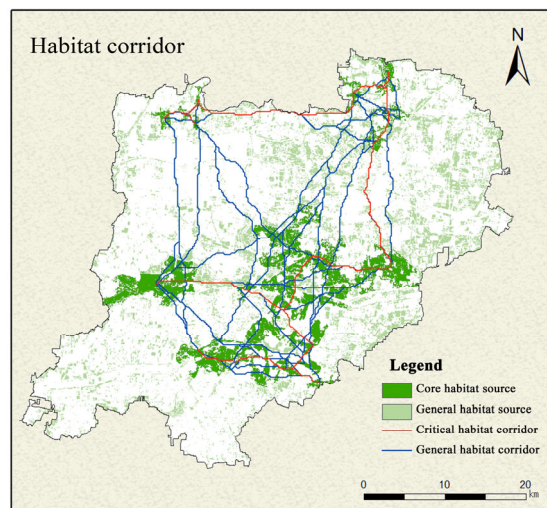 Habitat corridor
N
Legend
Core habitat source
General habitat source
Critical habitat corridor
General habitat corridor
km
0 5 10 20